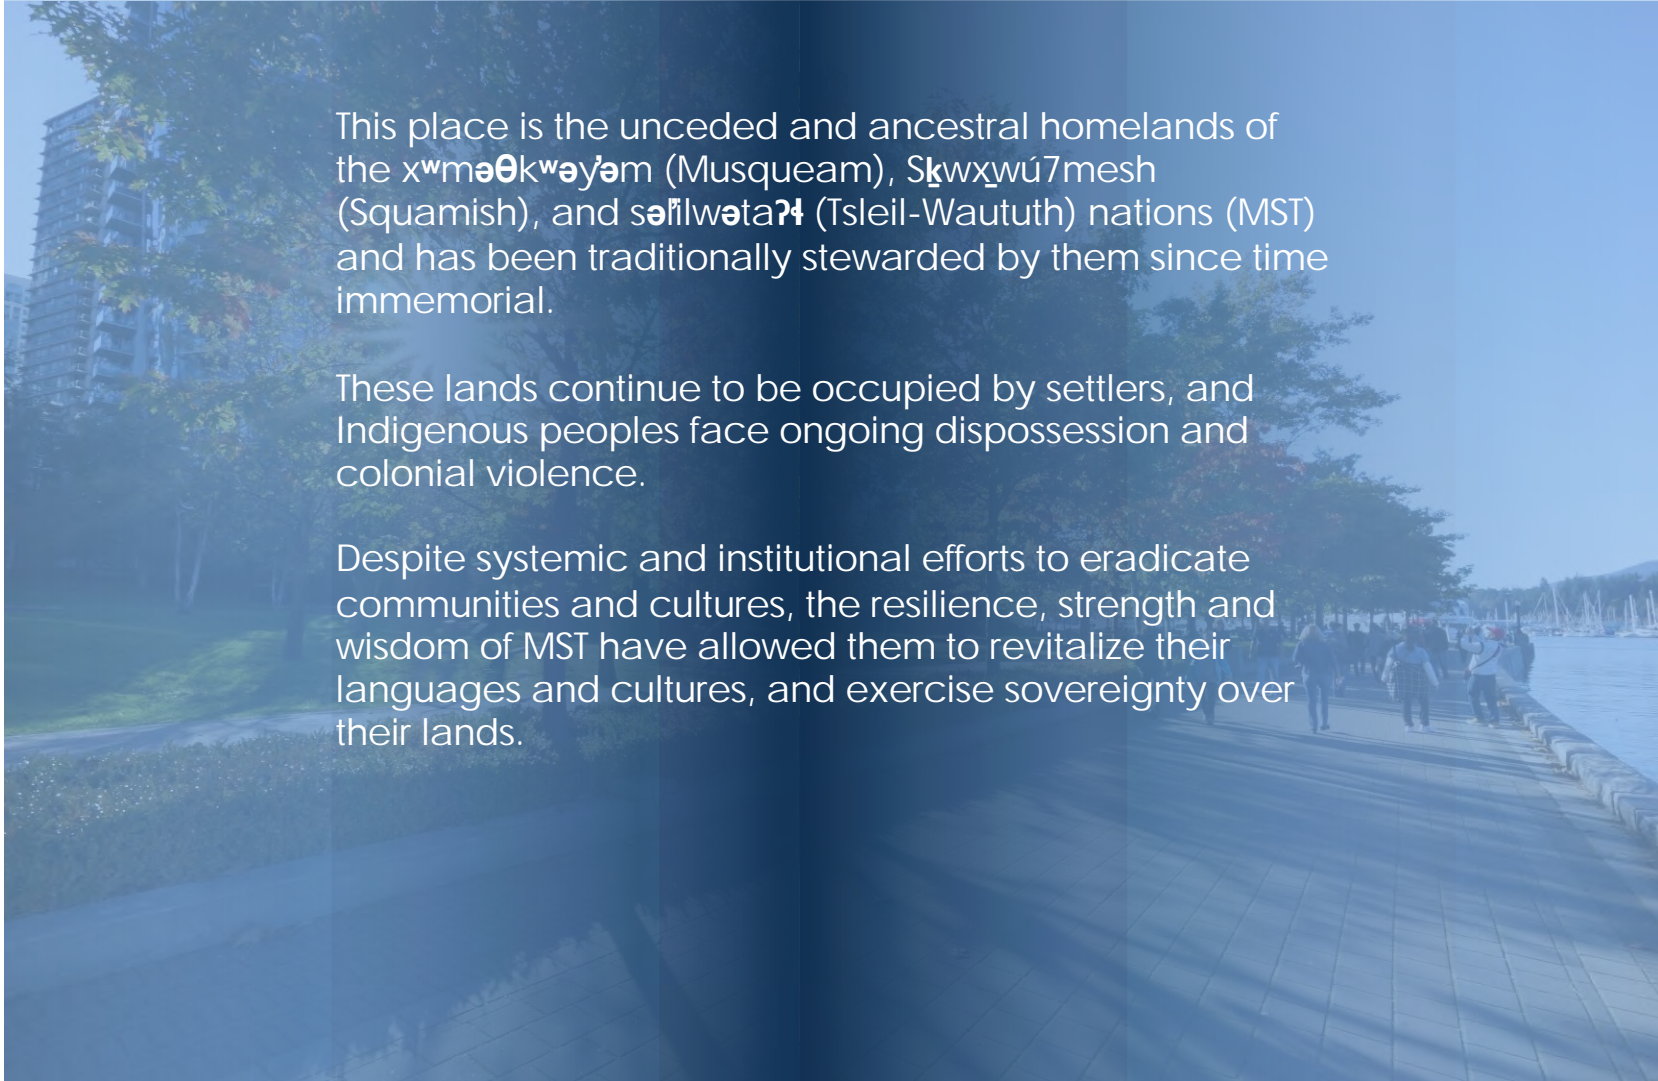 This place is the unceded and ancestral homelands of
the xʷməθkʷəy̓əm (Musqueam), Sḵwx̱wú7mesh
(Squamish), and səl̓ilwətaʔɬ (Tsleil-Waututh) nations (MST)
and has been traditionally stewarded by them since time
immemorial.
These lands continue to be occupied by settlers, and
Indigenous peoples face ongoing dispossession and
colonial violence.
Despite systemic and institutional efforts to eradicate
communities and cultures, the resilience, strength and
wisdom of MST have allowed them to revitalize their
languages and cultures, and exercise sovereignty over
their lands.